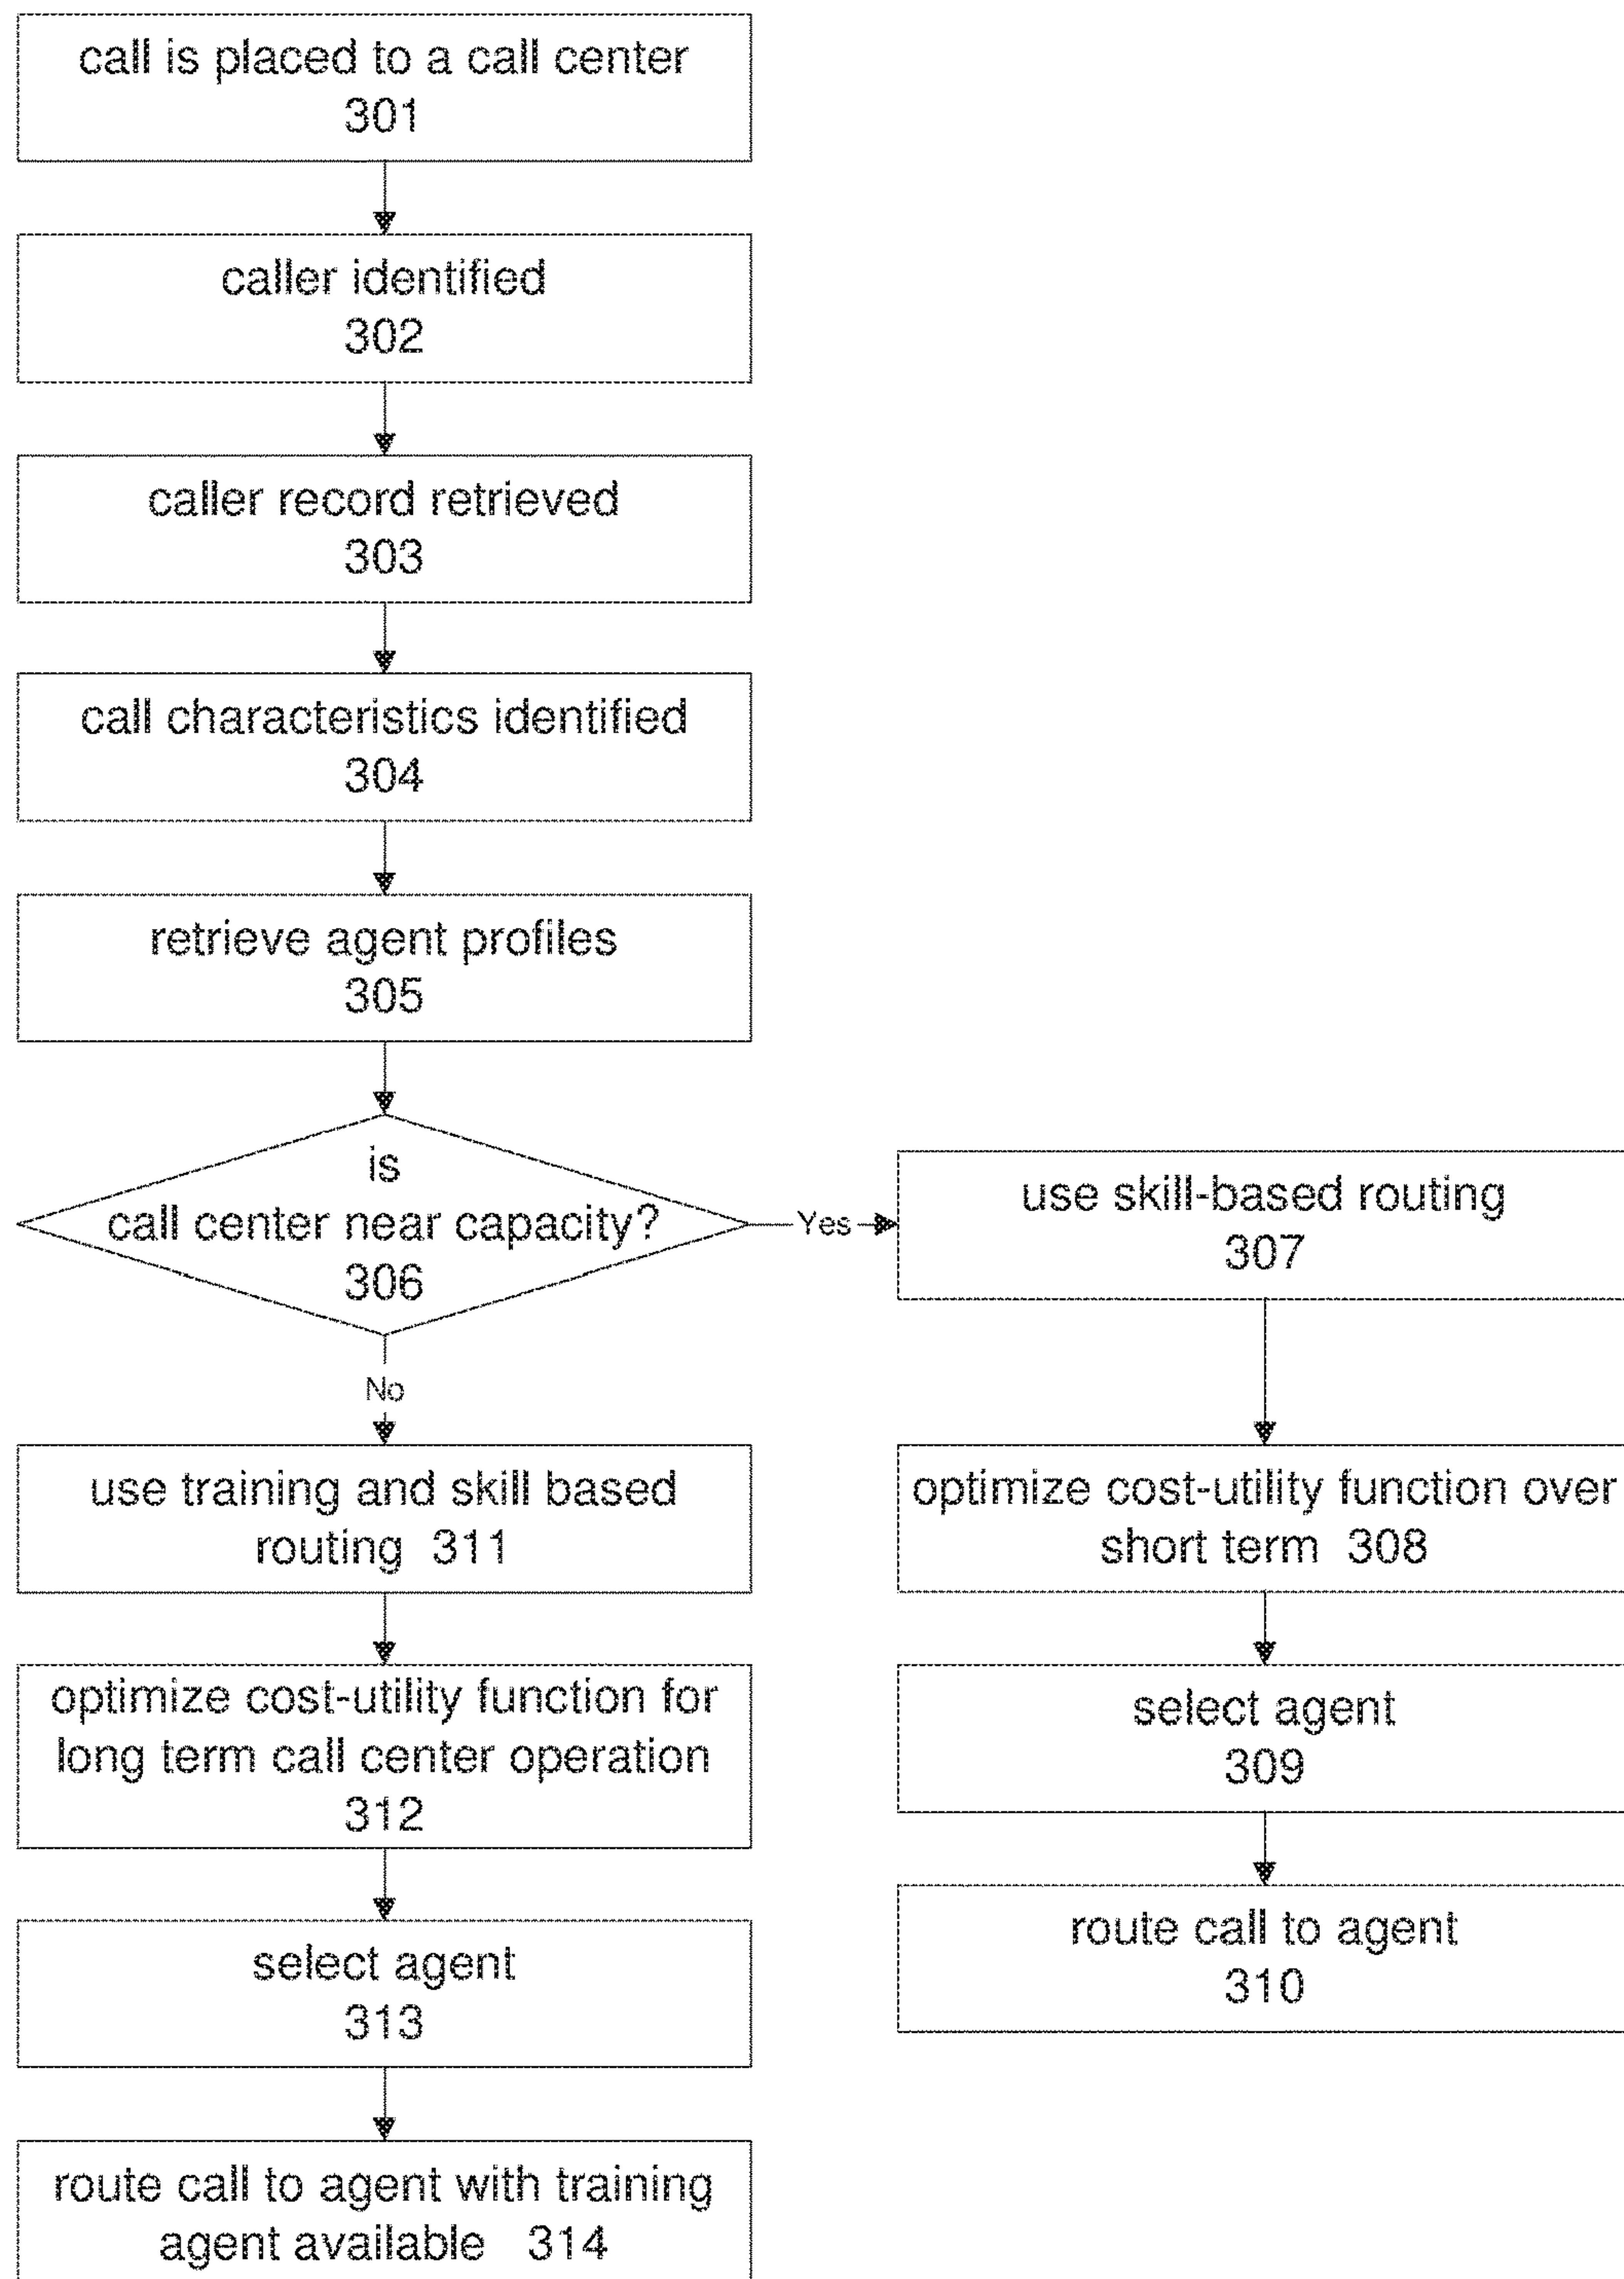 call is placed to a call center
301
caller identified
302
caller record retrieved
303
call characteristics identified
304
retrieve agent profiles
305
is
call center near capacity?
306
Yes
use skill-based routing
307
optimize cost-utility function over
short term 308
select agent
309
route call to agent
310
No
use training and skill based
routing 311
optimize cost-utility function for
long term call center operation
312
select agent
313
route call to agent with training
agent available 314